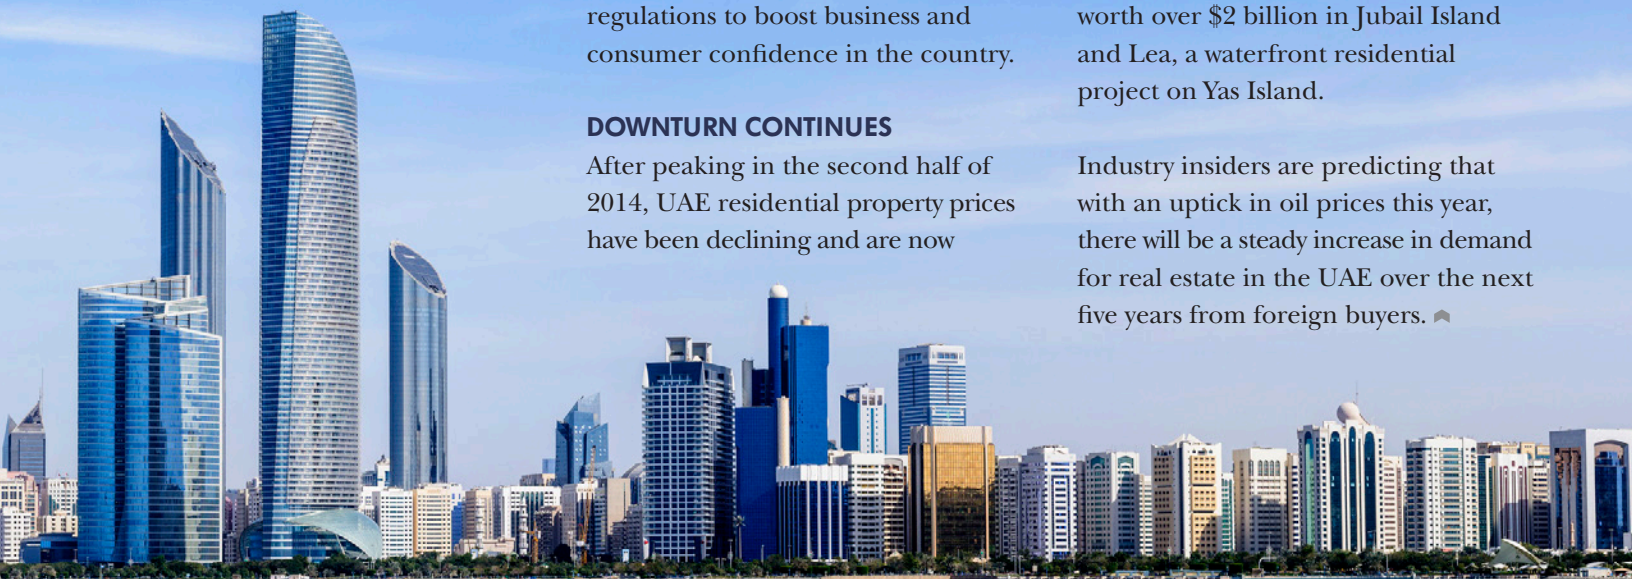 regulations to boost business and
consumer confidence in the country.
DOWNTURN CONTINUES
After peaking in the second half of
2014, UAE residential property prices
have been declining and are now
worth over $2 billion in Jubail Island
and Lea, a waterfront residential
project on Yas Island.
Industry insiders are predicting that
with an uptick in oil prices this year,
there will be a steady increase in demand
for real estate in the UAE over the next
five years from foreign buyers.